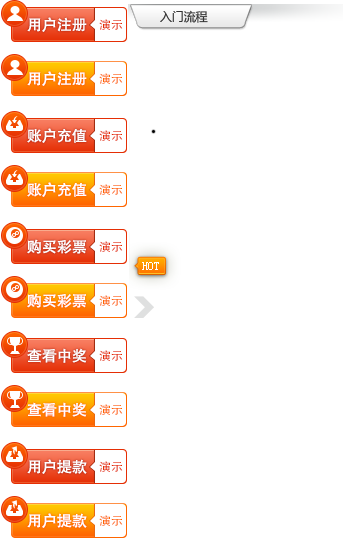 用户注册 演示
入门流程
用户注册 演示
账户充值 演示
账户充值 演示
购买彩票 演示
HOT
购买彩票 演示
查看中奖 演示
查看中奖 演示
用户提款 演示
用户提款 演示